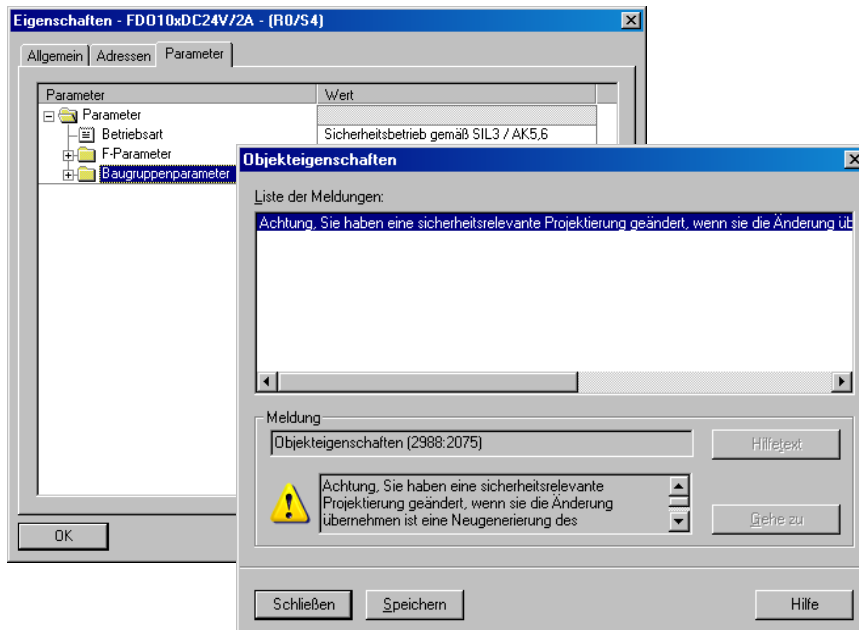 Eigenschaften - FDO10xDC24V/2A - (R0/S4)
Allgemein Adressen Parameter
Parameter Wert
Parameter
Betriebsart Sicherheitsbetrieb gemäß SIL3 / AK5,6
F-Parameter
Baugruppenparameter
OK
Objekteigenschaften
Liste der Meldungen:
Achtung, Sie haben eine sicherheitsrelevante Projektierung geändert, wenn sie die Änderung üb
Meldung
Objekteigenschaften (2988:2075)
Hilfetext
Achtung, Sie haben eine sicherheitsrelevante
Projektierung geändert, wenn sie die Änderung
übernehmen ist eine Neugenerierung des
Gehe zu
Schließen Speichern Hilfe